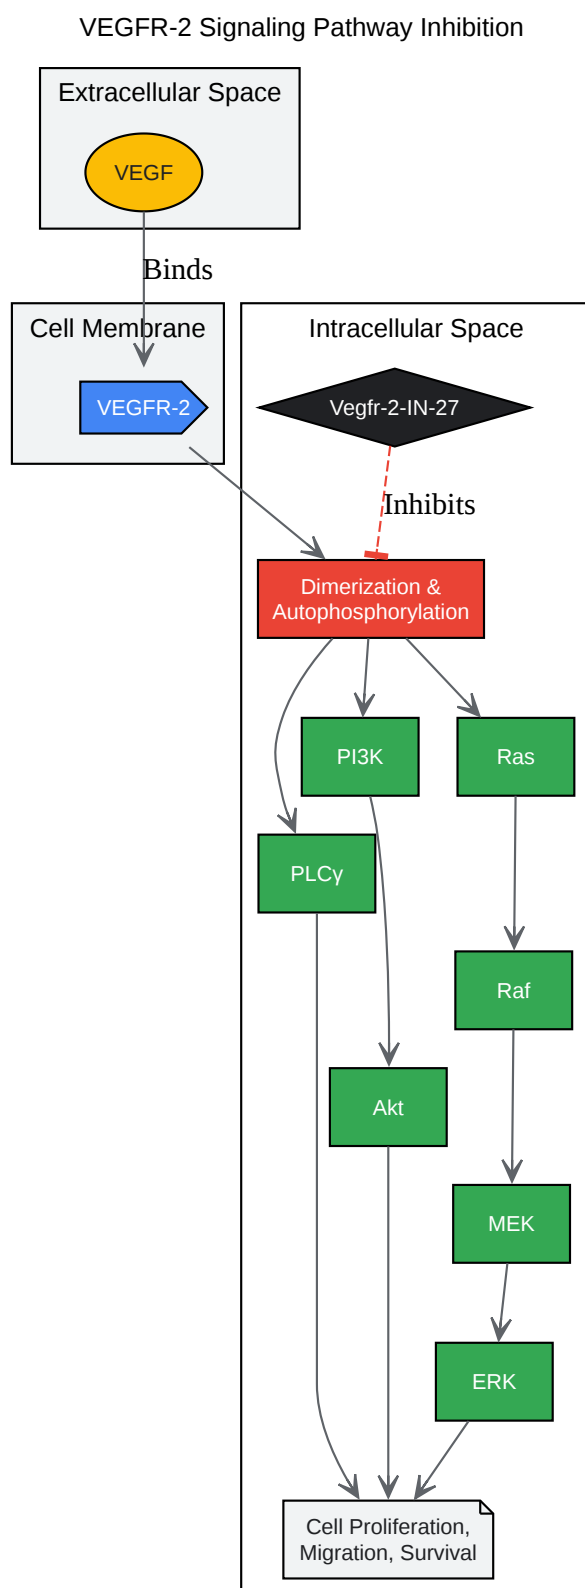 VEGFR-2 Signaling Pathway Inhibition
Extracellular Space
VEGF
Binds
Cell Membrane
VEGFR-2
Intracellular Space
Vegfr-2-IN-27
Inhibits
Dimerization &
Autophosphorylation
PI3K
Ras
PLCγ
Raf
Akt
MEK
ERK
Cell Proliferation,
Migration, Survival